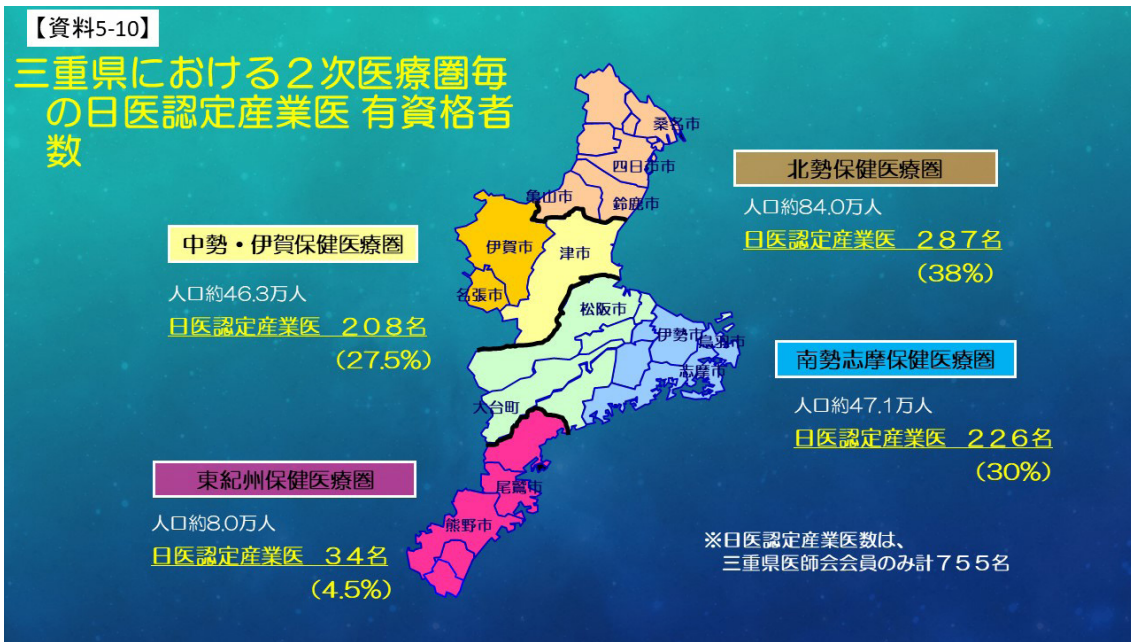 【資料5-10】
三重県における２次医療圏毎
の日医認定産業医 有資格者
数
桑名市
四日市市
亀山市
鈴鹿市
伊賀市
津市
名張市
松阪市
伊勢市
鳥羽市
志摩市
大台町
尾鷲市
熊野市
北勢保健医療圏
人口約84.0万人
日医認定産業医　２８７名
(38%)
中勢・伊賀保健医療圏
人口約46.3万人
日医認定産業医　２０８名
(27.5%)
南勢志摩保健医療圏
人口約47.1万人
日医認定産業医　２２６名
(30%)
東紀州保健医療圏
人口約8.0万人
日医認定産業医　３４名
(4.5%)
※日医認定産業医数は、
三重県医師会会員のみ計７５５名